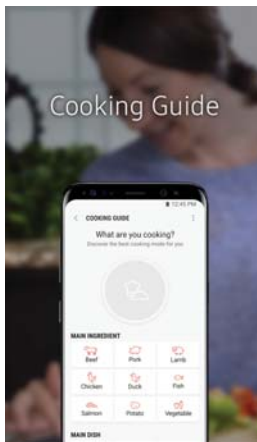 Cooking Guide
12:45 PM
COOKING GUIDE
What are you cooking?
Discover the best cooking mode for you
MAIN INGREDIENT
Beef Pork Lamb
Chicken Duck Fish
Salmon Potato Vegetable
MAIN DISH